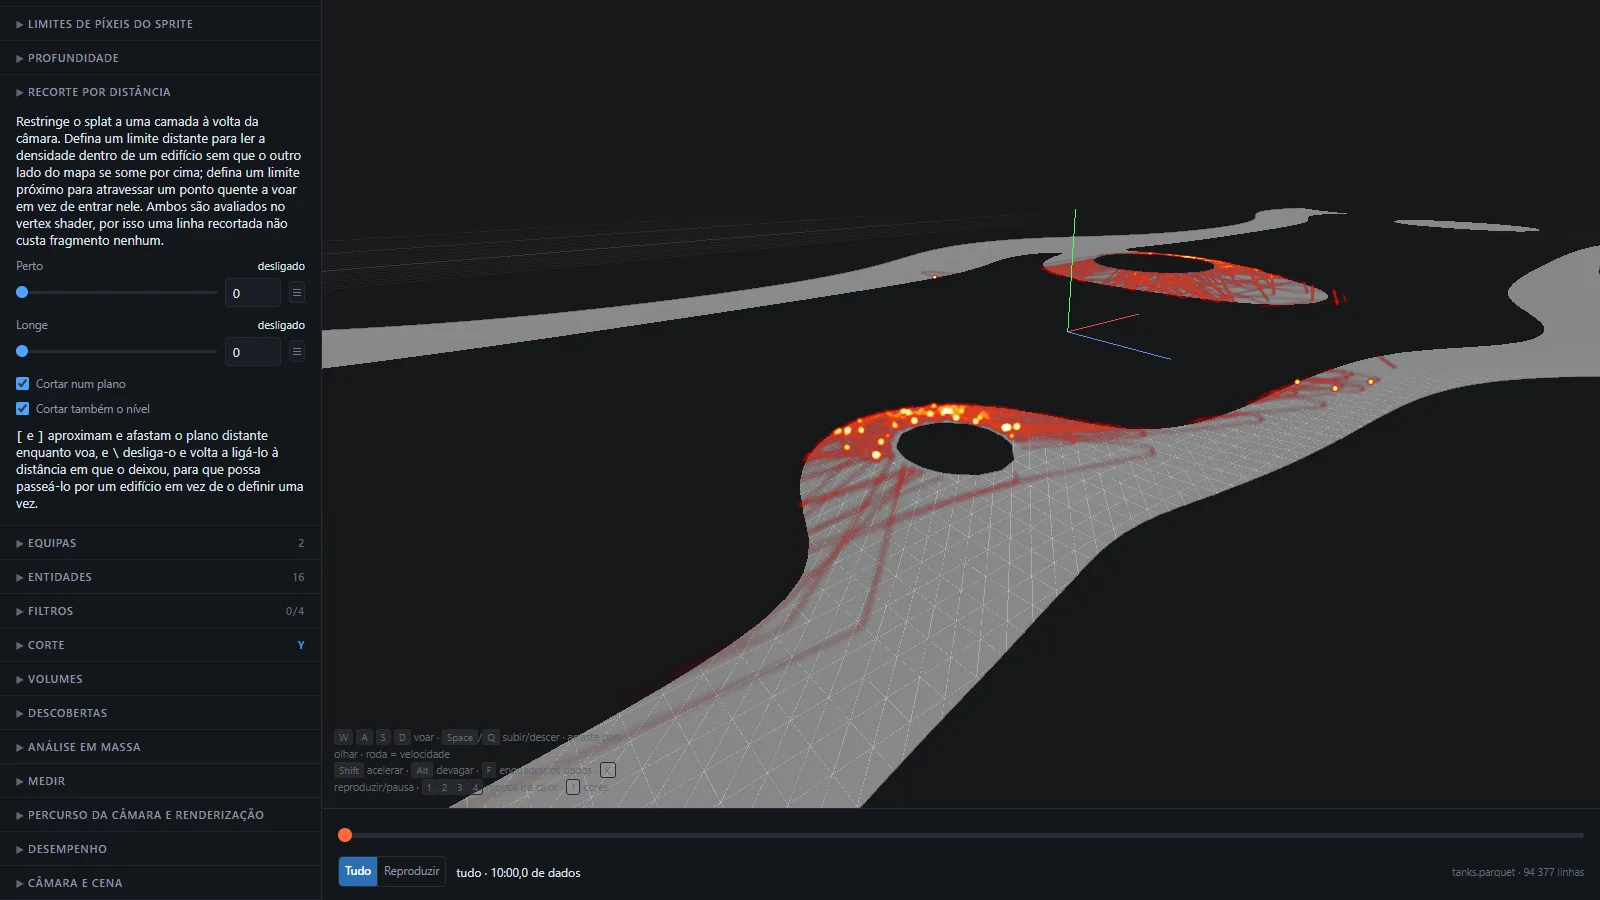 LIMITES DE PÍXEIS DO SPRITE
PROFUNDIDADE
RECORTE POR DISTÂNCIA
Restringe o splat a uma camada à volta da
câmara. Defina um limite distante para ler a
densidade dentro de um edifício sem que o outro
lado do mapa se some por cima; defina um limite
próximo para atravessar um ponto quente a voar
em vez de entrar nele. Ambos são avaliados no
vertex shader, por isso uma linha recortada não
custa fragmento nenhum.
Perto desligado
0
Longe desligado
0
Cortar num plano
Cortar também o nível
[ e ] aproximam e afastam o plano distante
enquanto voa, e \ desliga-o e volta a ligá-lo à
distância em que o deixou, para que possa
passeá-lo por um edifício em vez de o definir uma
vez.
EQUIPAS 2
ENTIDADES 16
FILTROS 0/4
CORTE Y
VOLUMES
DESCOBERTAS
ANÁLISE EM MASSA
MEDIR
PERCURSO DA CÂMARA E RENDERIZAÇÃO
DESEMPENHO
CÂMARA E CENA
W A S D voar · Space / Q subir/descer ·
olhar · roda = velocidade
Shift acelerar · Alt devagar · F enquadrar os dados · K
reproduzir/pausa · 1 2 3 4 de calor · cores
Tudo Reproduzir tudo · 10:00,0 de dados
tanks.parquet · 94 377 linhas